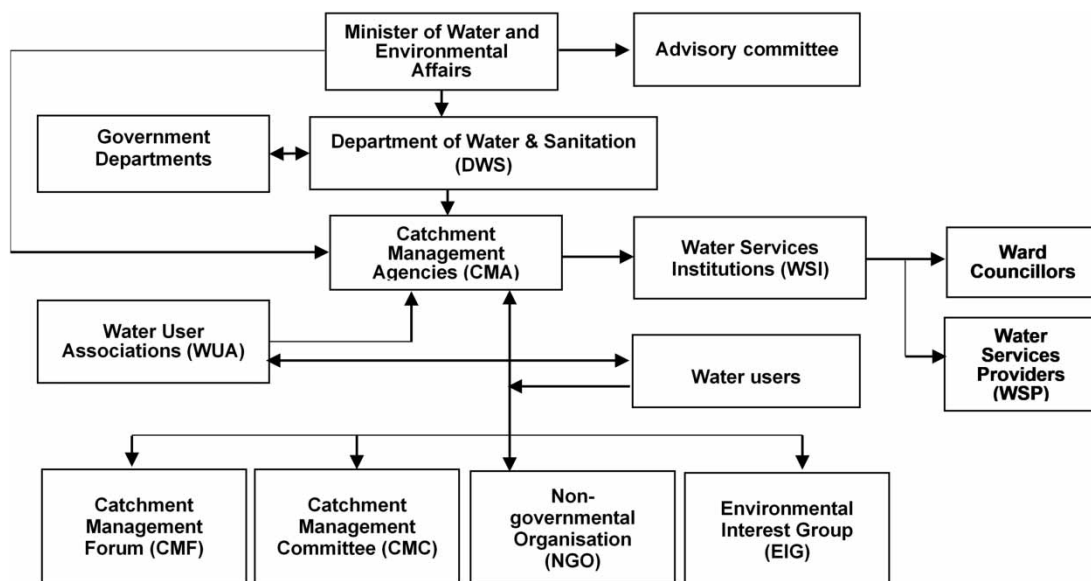 Minister of Water and
Environmental
Affairs
Advisory committee
Government
Departments
Department of Water & Sanitation
(DWS)
Catchment
Management
Agencies (CMA)
Water Services
Institutions (WSI)
Ward
Councillors
Water User
Associations (WUA)
Water users
Water
Services
Providers
(WSP)
Catchment
Management
Forum (CMF)
Catchment
Management
Committee (CMC)
Non-
governmental
Organisation
(NGO)
Environmental
Interest Group
(EIG)